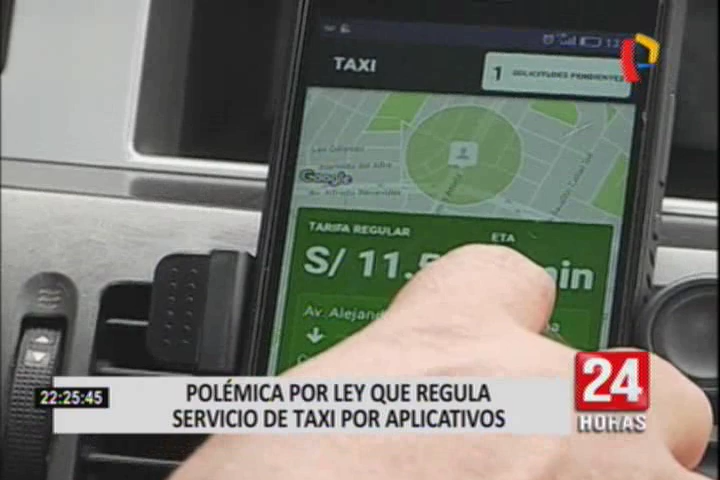 TAXI
1 SOLICITUDES PENDIENTES
Google
TARIFA REGULAR
ETA
S/ 11.5
min
Av. Alejand
22:25:45
POLÉMICA POR LEY QUE REGULA
SERVICIO DE TAXI POR APLICATIVOS
24
HORAS